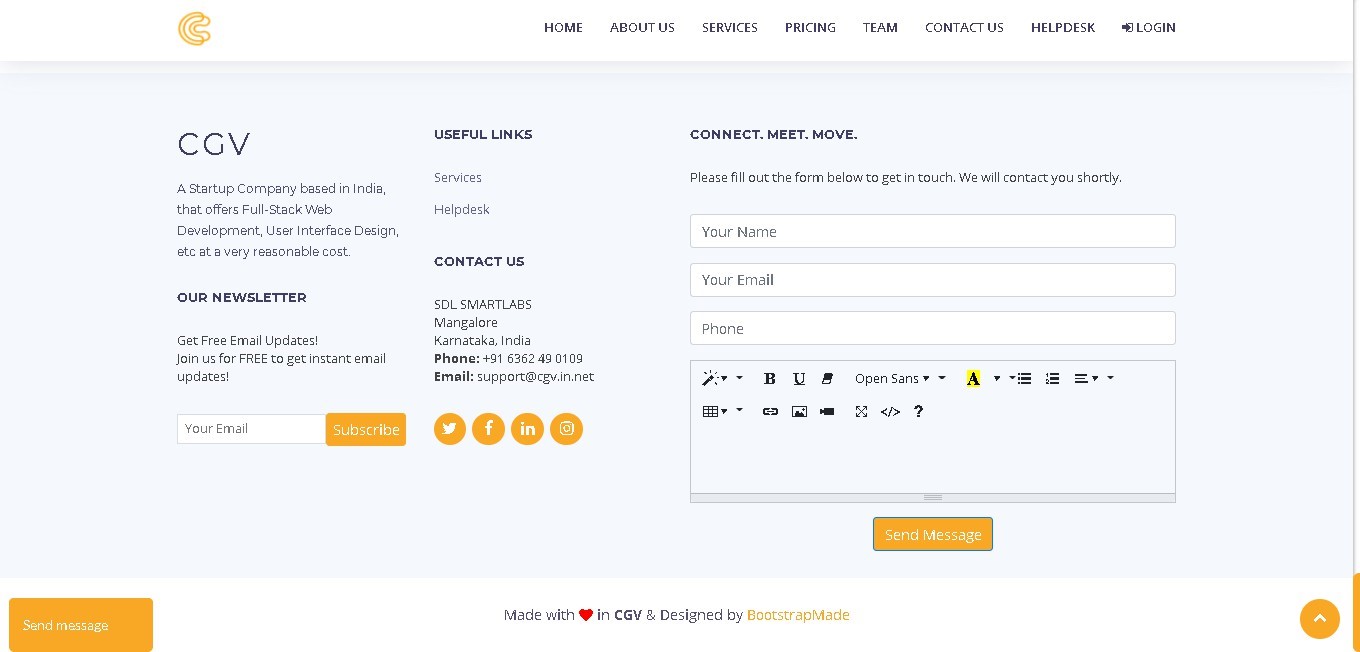 HOME ABOUT US SERVICES PRICING TEAM CONTACT US HELPDESK LOGIN
CGV
A Startup Company based in India,
that offers Full-Stack Web
Development, User Interface Design,
etc at a very reasonable cost.
OUR NEWSLETTER
Get Free Email Updates!
Join us for FREE to get instant email
updates!
Your Email Subscribe
USEFUL LINKS
Services
Helpdesk
CONTACT US
SDL SMARTLABS
Mangalore
Karnataka, India
Phone: +91 6362 49 0109
Email: support@cgv.in.net
CONNECT. MEET. MOVE.
Please fill out the form below to get in touch. We will contact you shortly.
Your Name
Your Email
Phone
B U Open Sans A
</> ?
Send Message
Made with ❤ in CGV & Designed by BootstrapMade
Send message